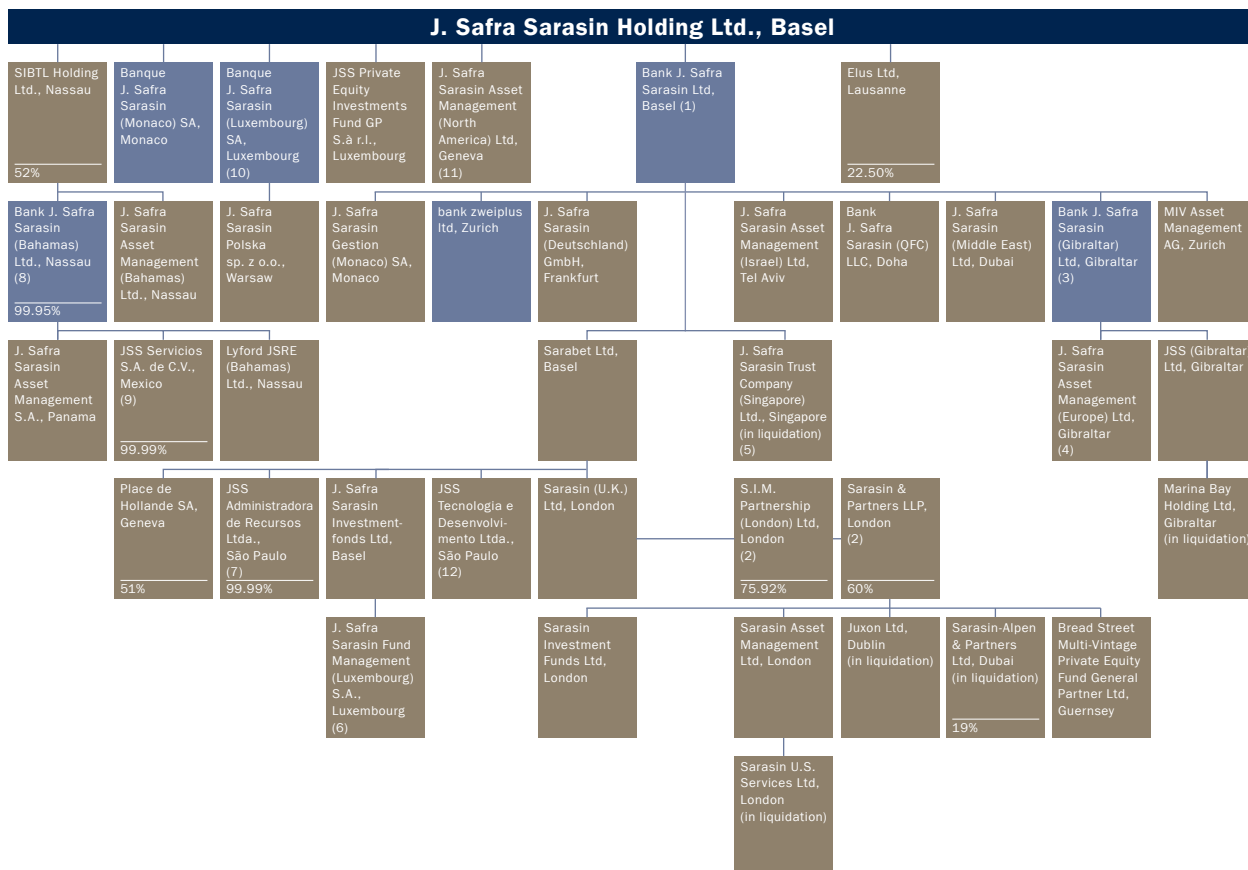 J. Safra Sarasin Holding Ltd., Basel
SIBTL Holding
Ltd., Nassau
52%
Banque
J. Safra
Sarasin
(Monaco) SA,
Monaco
Banque
J. Safra
Sarasin
(Luxembourg)
SA,
Luxembourg
(10)
JSS Private
Equity
Investments
Fund GP
S.à r.l.,
Luxembourg
J. Safra
Sarasin Asset
Management
(North
America) Ltd,
Geneva
(11)
Bank J. Safra
Sarasin Ltd,
Basel (1)
Elus Ltd,
Lausanne
22.50%
Bank J. Safra
Sarasin
(Bahamas)
Ltd., Nassau
(8)
99.95%
J. Safra
Sarasin
Asset
Management
(Bahamas)
Ltd., Nassau
J. Safra
Sarasin
Polska
sp. z o.o.,
Warsaw
J. Safra
Sarasin
Gestion
(Monaco) SA,
Monaco
bank zweiplus
ltd, Zurich
J. Safra
Sarasin
(Deutschland)
GmbH,
Frankfurt
J. Safra
Sarasin Asset
Management
(Israel) Ltd,
Tel Aviv
Bank
J. Safra
Sarasin (QFC)
LLC, Doha
J. Safra
Sarasin
(Middle East)
Ltd, Dubai
Bank J. Safra
Sarasin
(Gibraltar)
Ltd, Gibraltar
(3)
MIV Asset
Management
AG, Zurich
J. Safra
Sarasin
Asset
Management
S.A., Panama
JSS Servicios
S.A. de C.V.,
Mexico
(9)
99.99%
Lyford JSRE
(Bahamas)
Ltd., Nassau
Sarabet Ltd,
Basel
J. Safra
Sarasin Trust
Company
(Singapore)
Ltd., Singapore
(in liquidation)
(5)
J. Safra
Sarasin
Asset
Management
(Europe) Ltd,
Gibraltar
(4)
JSS (Gibraltar
Ltd, Gibraltar
Place de
Hollande SA,
Geneva
51%
JSS
Administradora
de Recursos
Ltda.,
São Paulo
(7)
99.99%
J. Safra
Sarasin
Investment-
fonds Ltd,
Basel
JSS
Tecnologia e
Desenvolvi-
mento Ltda.,
São Paulo
(12)
Sarasin (U.K.)
Ltd, London
S.I.M.
Partnership
(London) Ltd,
London
(2)
75.92%
Sarasin &
Partners LLP,
London
(2)
60%
Marina Bay
Holding Ltd,
Gibraltar
(in liquidation)
J. Safra
Sarasin Fund
Management
(Luxembourg)
S.A.,
Luxembourg
(6)
Sarasin
Investment
Funds Ltd,
London
Sarasin Asset
Management
Ltd, London
Juxon Ltd,
Dublin
(in liquidation)
Sarasin-Alpen
& Partners
Ltd, Dubai
(in liquidation)
19%
Bread Street
Multi-Vintage
Private Equity
Fund General
Partner Ltd,
Guernsey
Sarasin U.S.
Services Ltd,
London
(in liquidation)